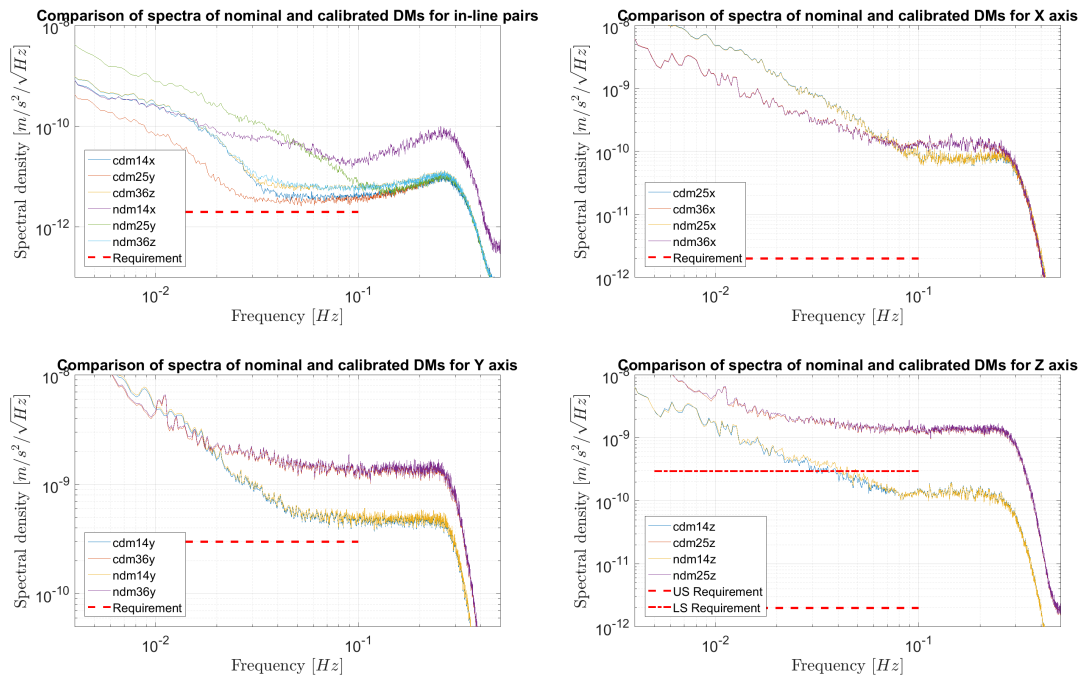 Comparison of spectra of nominal and calibrated DMs for in-line pairs
10^-8
10^-10
10^-12
Spectral density [m/s²/√Hz]
cdm14x
cdm25y
cdm36z
ndm14x
ndm25y
ndm36z
Requirement
10^-2
10^-1
Frequency [Hz]
Comparison of spectra of nominal and calibrated DMs for X axis
10^-8
10^-9
10^-10
10^-11
10^-12
Spectral density [m/s²/√Hz]
cdm25x
cdm36x
ndm25x
ndm36x
Requirement
10^-2
10^-1
Frequency [Hz]
Comparison of spectra of nominal and calibrated DMs for Y axis
10^-8
10^-9
10^-10
Spectral density [m/s²/√Hz]
cdm14y
cdm36y
ndm14y
ndm36y
Requirement
10^-2
10^-1
Frequency [Hz]
Comparison of spectra of nominal and calibrated DMs for Z axis
10^-8
10^-9
10^-10
10^-11
10^-12
Spectral density [m/s²/√Hz]
cdm14z
cdm25z
ndm14z
ndm25z
US Requirement
LS Requirement
10^-2
10^-1
Frequency [Hz]